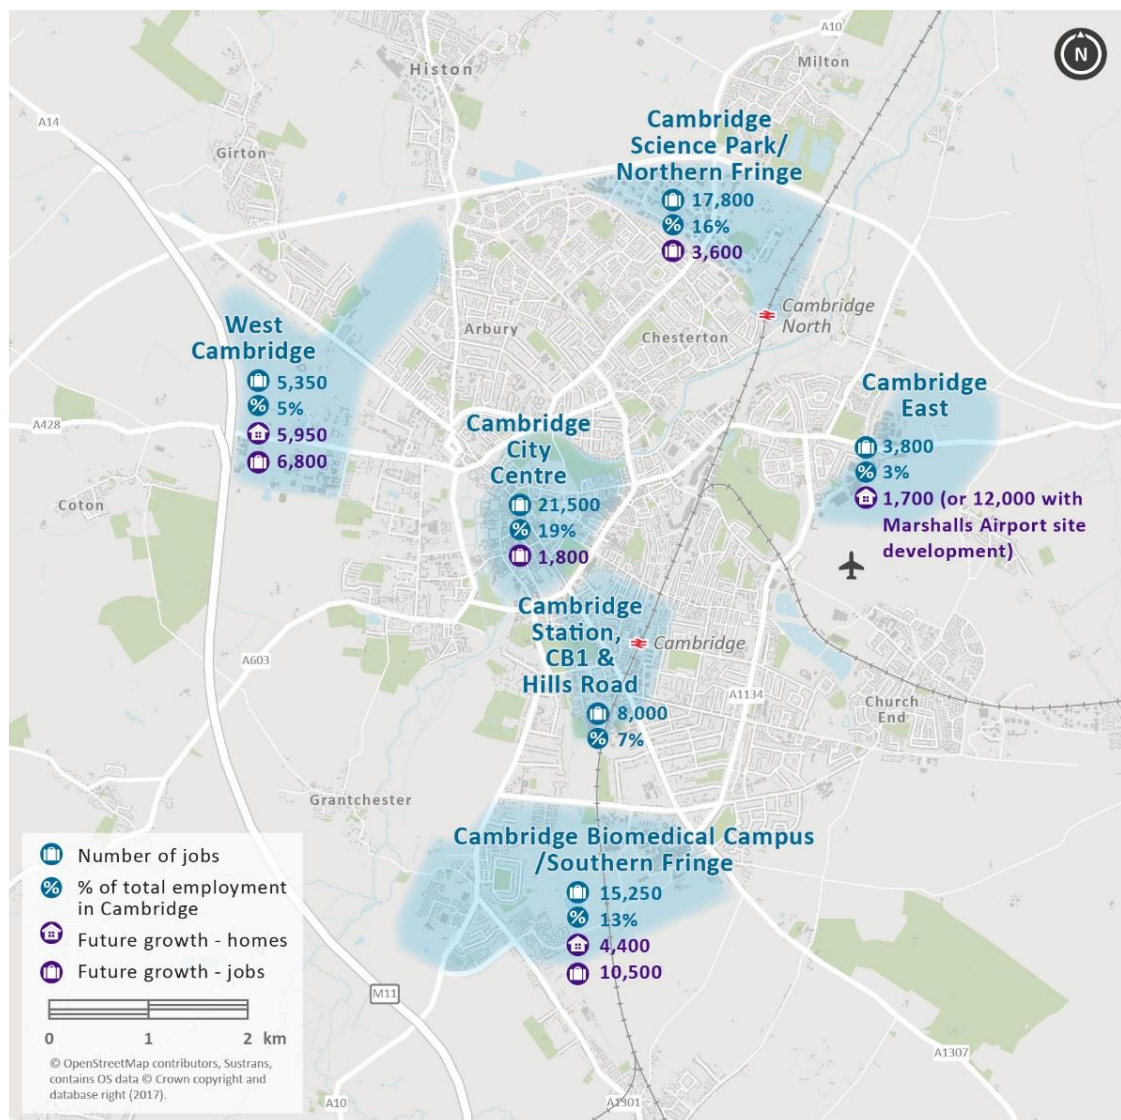 A10
N
Milton
Histon
A14
Girton
Cambridge
Science Park/
Northern Fringe
17,800
16%
3,600
Cambridge
North
Arbury
Chesterton
West
Cambridge
5,350
5%
5,950
6,800
A428
Coton
Cambridge
City
Centre
21,500
19%
1,800
Cambridge
East
3,800
3%
1,700 (or 12,000 with
Marshalls Airport site
development)
Cambridge
Station,
CB1 &
Hills Road
8,000
7%
Cambridge
A603
A1134
Church
End
Grantchester
Cambridge Biomedical Campus
/Southern Fringe
15,250
13%
4,400
10,500
Number of jobs
% % of total employment
in Cambridge
Future growth - homes
Future growth - jobs
0 1 2 km
© OpenStreetMap contributors, Sustrans,
contains OS data © Crown copyright and
database right (2017).
M11
A10
A1301
A1307